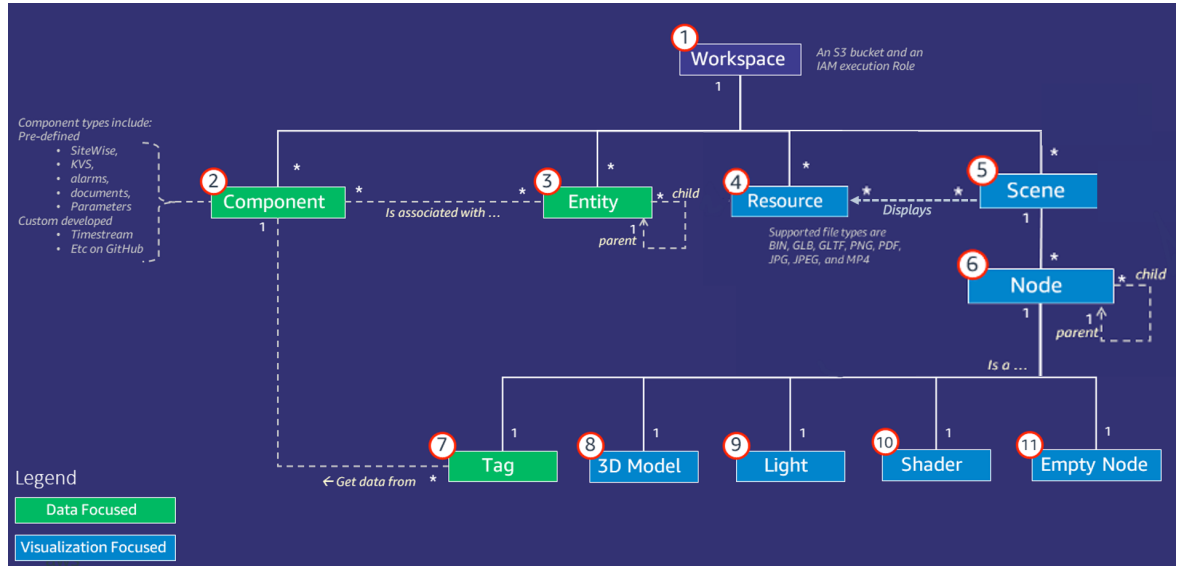 1
Workspace
An S3 bucket and an
IAM execution Role
1
Component types include:
Pre-defined
• SiteWise,
• KVS,
• alarms,
• documents,
• Parameters
Custom developed
• Timestream
• Etc on GitHub
* * * *
2
Component
1
* Is associated with ... *
3
Entity
* child
1
parent
4
Resource
Supported file types are
BIN, GLB, GLTF, PNG, PDF,
JPG, JPEG, and MP4
* Displays *
5
Scene
1
*
6
Node
* child
1
1
parent
Is a ...
1 1 1 1 1
7
Tag
← Get data from *
8
3D Model
9
Light
10
Shader
11
Empty Node
Legend
Data Focused
Visualization Focused